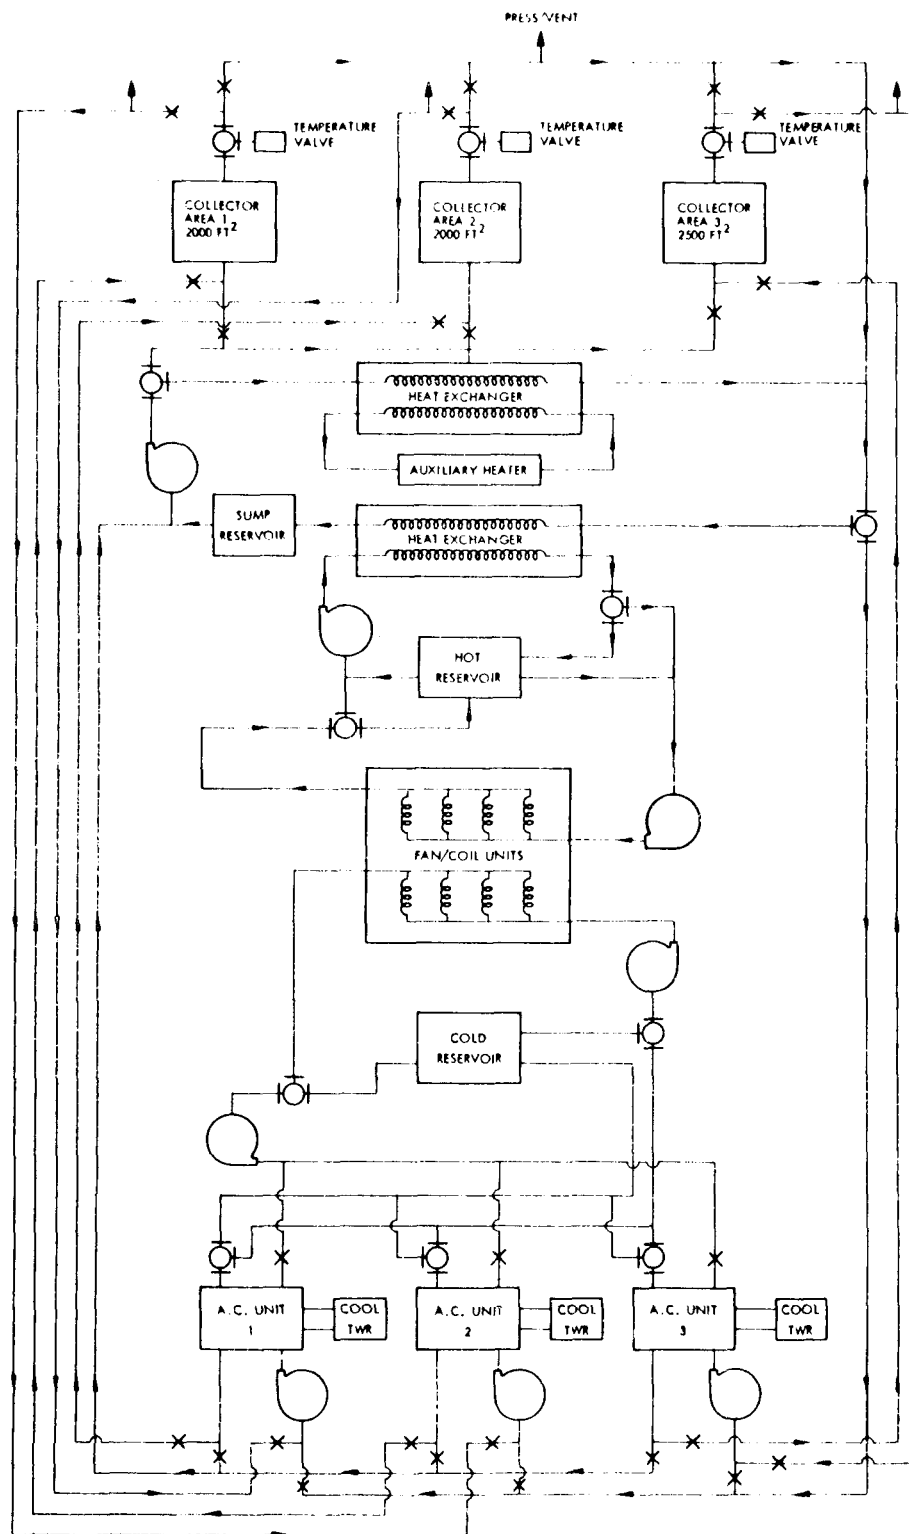 PRESS/VENT
TEMPERATURE
VALVE
TEMPERATURE
VALVE
TEMPERATURE
VALVE
COLLECTOR
AREA 1
2000 FT2
COLLECTOR
AREA 2
2000 FT2
COLLECTOR
AREA 3
2500 FT2
HEAT EXCHANGER
AUXILIARY HEATER
SUMP
RESERVOIR
HEAT EXCHANGER
HOT
RESERVOIR
FAN/COIL UNITS
COLD
RESERVOIR
A.C. UNIT
1
COOL
TWR
A.C. UNIT
2
COOL
TWR
A.C. UNIT
3
COOL
TWR